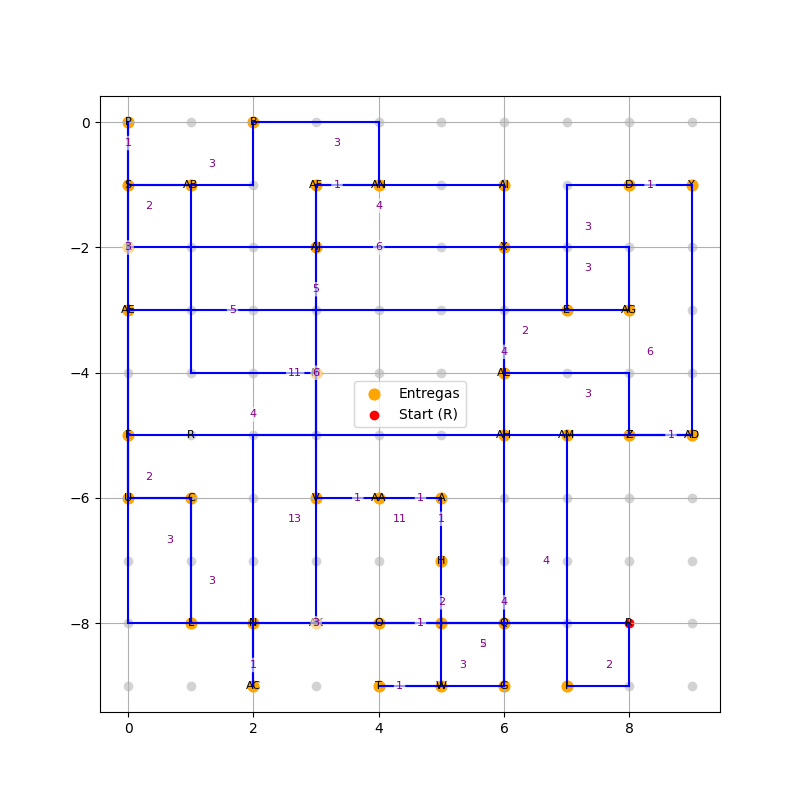 0
P
B
1
3
3
S
AB
AF
1
AN
AI
D
1
Y
2
4
3
3
AJ
6
X
-2
5
3
AE
5
E
AG
2
4
6
-4
11
6
AL
3
Entregas
Start (R)
4
F
R
AH
AM
Z
1
AD
2
-6
U
C
V
1
AA
1
A
13
11
1
3
H
4
3
2
4
-8
L
N
3
O
1
Q
R
5
1
3
2
AC
T
1
W
G
0
2
4
6
8